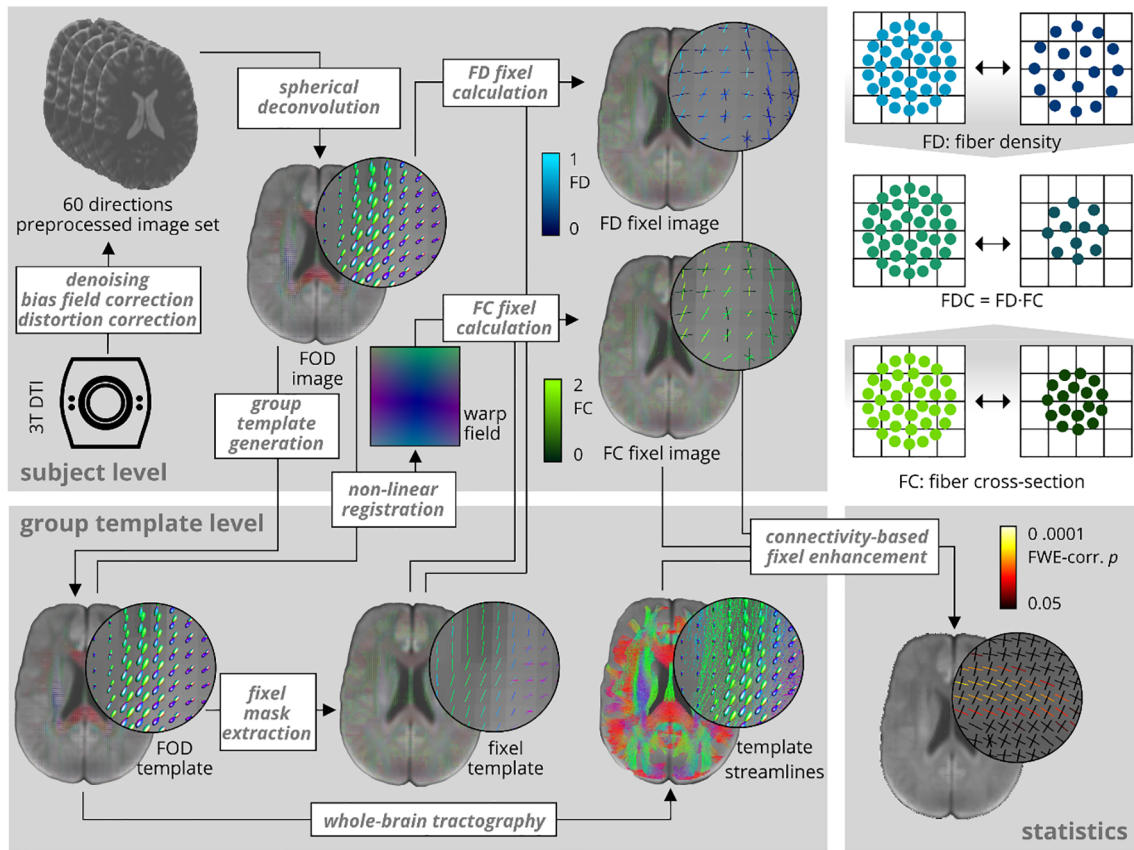 spherical
deconvolution
FD fixel
calculation
1
FD
0
FD fixel image
FD: fiber density
60 directions
preprocessed image set
denoising
bias field correction
distortion correction
3T DTI
FOD
image
group
template
generation
FC fixel
calculation
warp
field
2
FC
0
FC fixel image
FDC = FD·FC
FC: fiber cross-section
subject level
non-linear
registration
group template level
connectivity-based
fixel enhancement
0 .0001
FWE-corr. p
0.05
fixel
mask
extraction
FOD
template
fixel
template
template
streamlines
whole-brain tractography
statistics